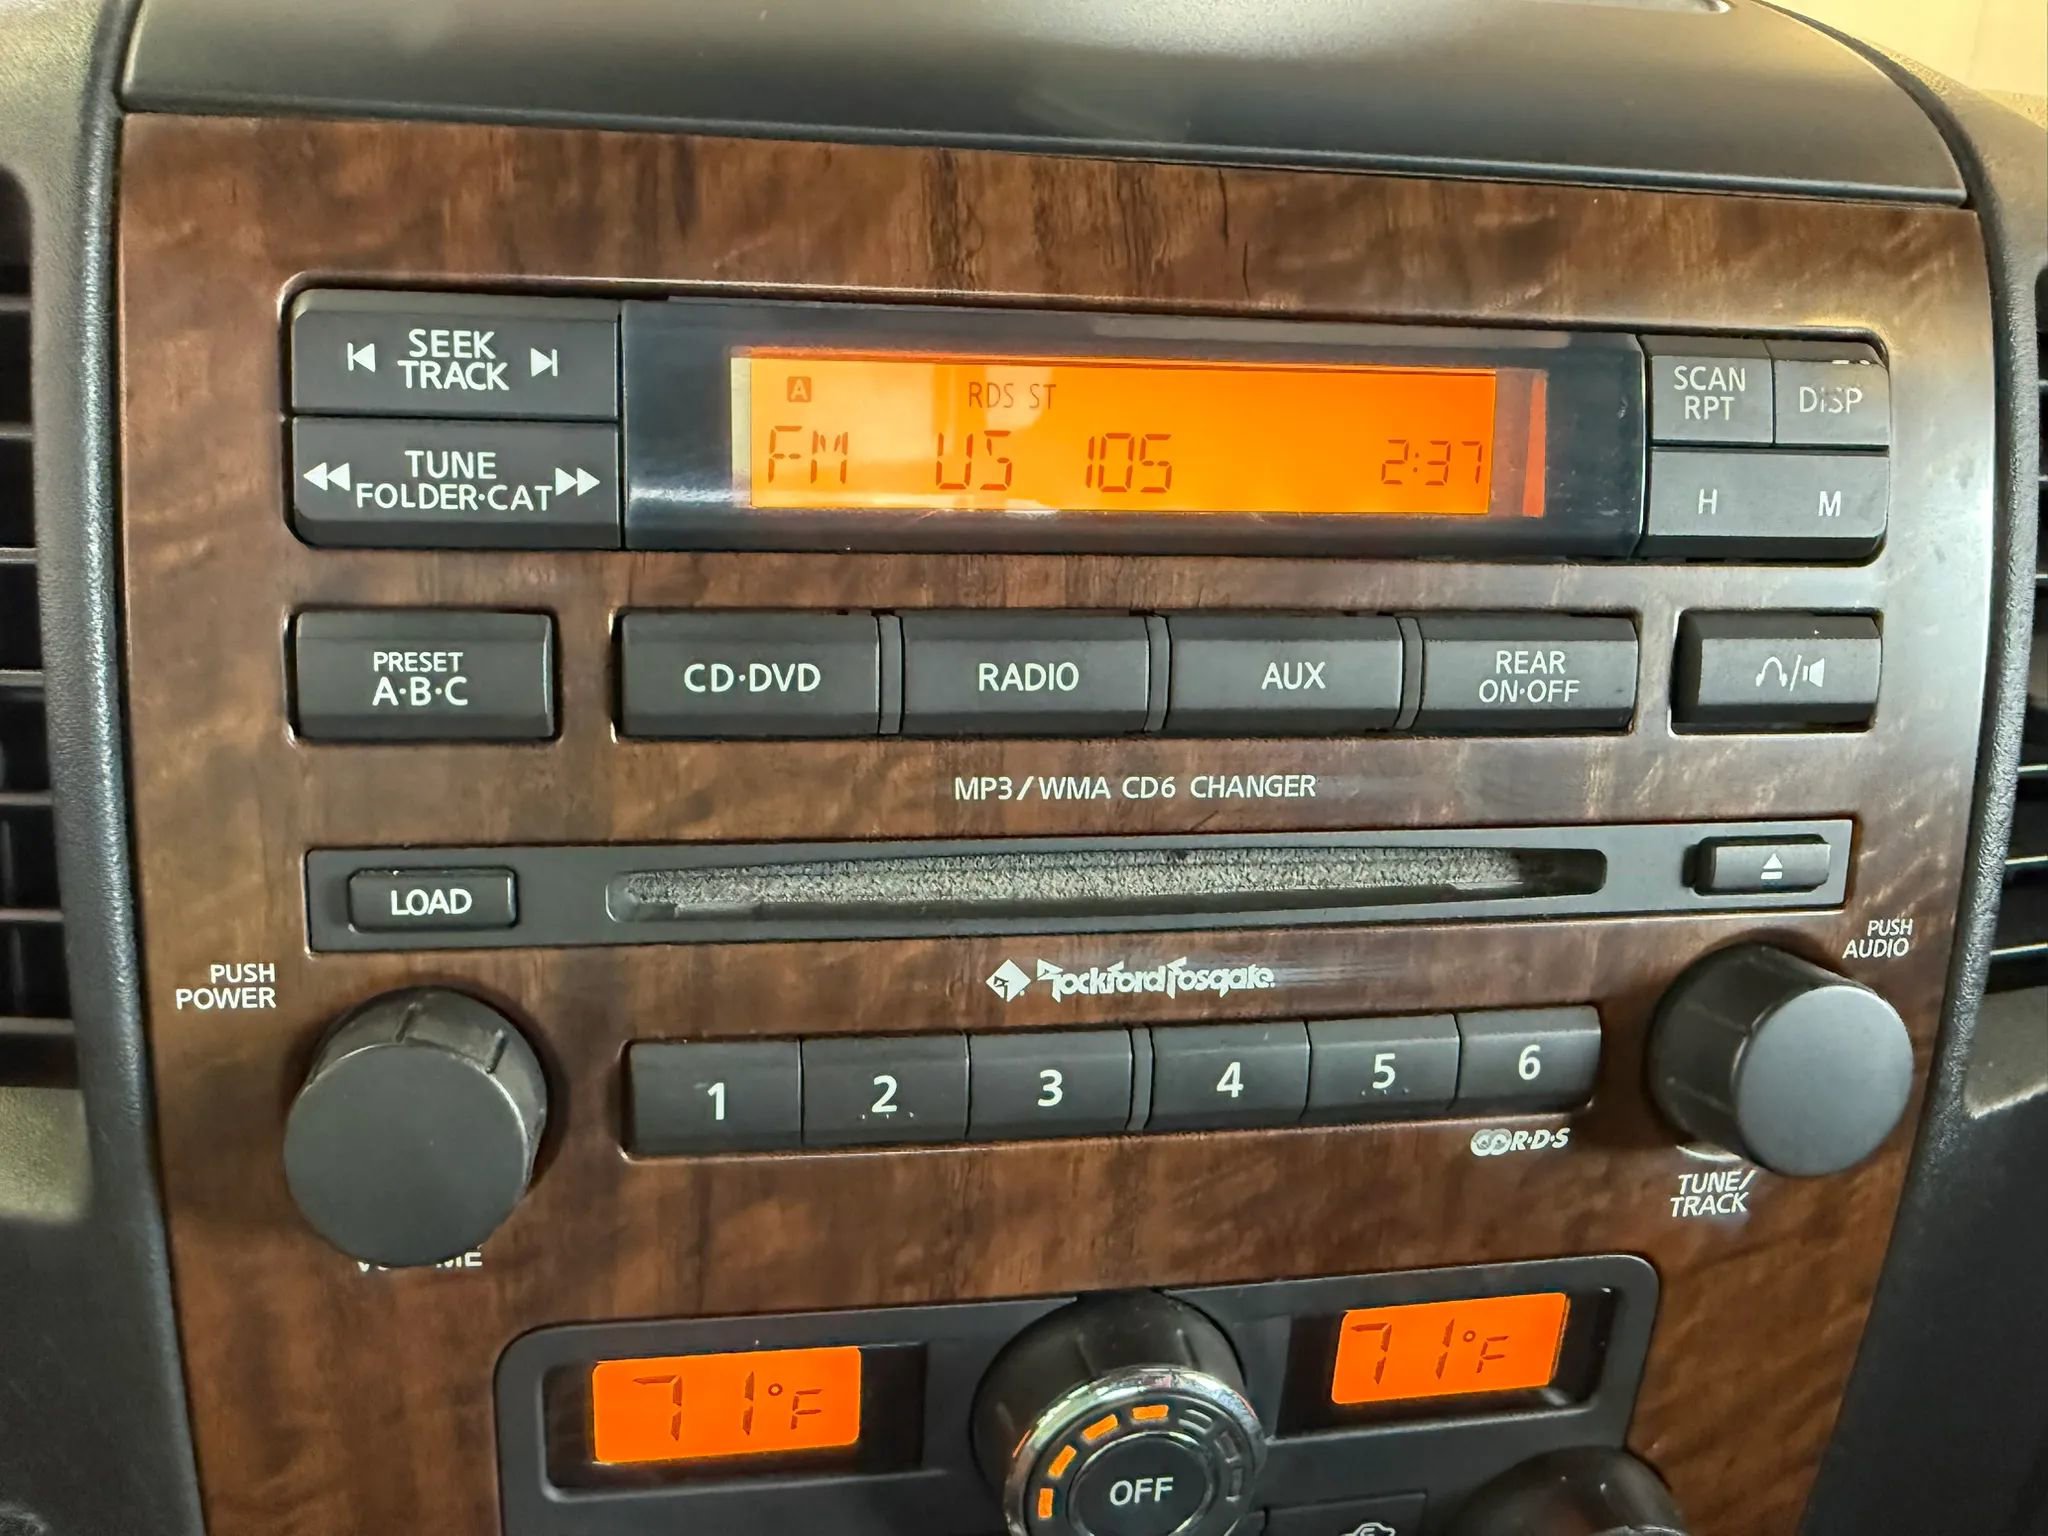 SEEK
TRACK
TUNE
FOLDER·CAT
A RDS ST
FM US 105 2:37
SCAN
RPT
DISP
H M
PRESET
A·B·C
CD·DVD
RADIO
AUX
REAR
ON·OFF
MP3/WMA CD6 CHANGER
LOAD
PUSH
POWER
PUSH
AUDIO
Rockford Fosgate
1 2 3 4 5 6
R·D·S
TUNE/
TRACK
71°F
71°F
OFF